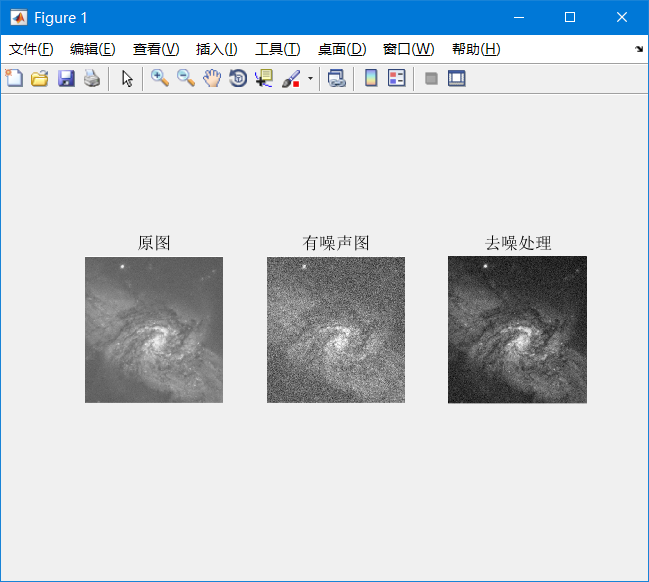 Figure 1
文件(F) 编辑(E) 查看(V) 插入(I) 工具(T) 桌面(D) 窗口(W) 帮助(H)
原图 有噪声图 去噪处理